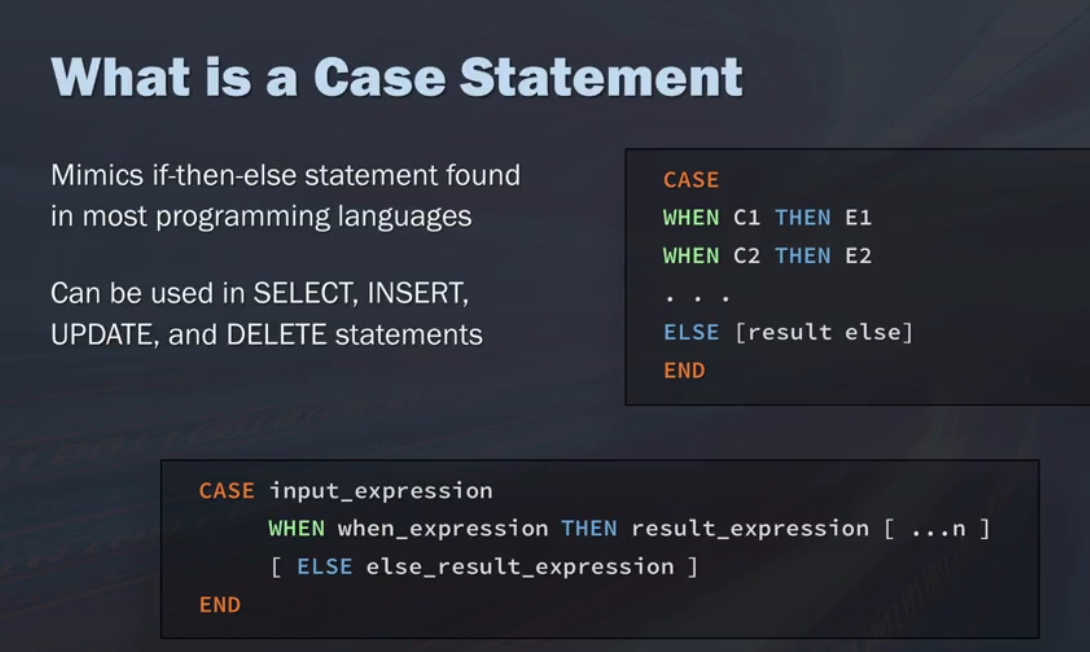 What is a Case Statement
Mimics if-then-else statement found
in most programming languages
Can be used in SELECT, INSERT,
UPDATE, and DELETE statements
CASE
WHEN C1 THEN E1
WHEN C2 THEN E2
. . .
ELSE [result else]
END
CASE input_expression
WHEN when_expression THEN result_expression [ ...n ]
[ ELSE else_result_expression ]
END